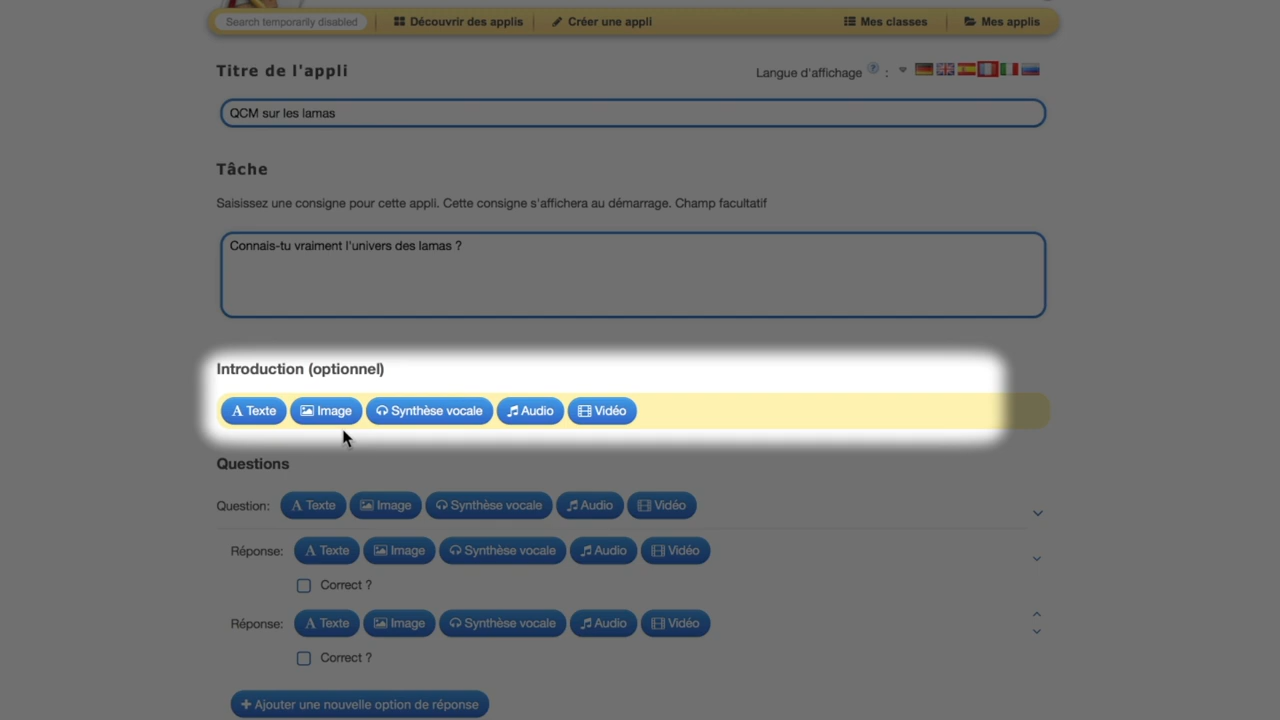 Search temporarily disabled Découvrir des applis Créer une appli Mes classes Mes applis
Titre de l'appli
Langue d'affichage ? :
QCM sur les lamas
Tâche
Saisissez une consigne pour cette appli. Cette consigne s'affichera au démarrage. Champ facultatif
Connais-tu vraiment l'univers des lamas ?
Introduction (optionnel)
Texte Image Synthèse vocale Audio Vidéo
Questions
Question: Texte Image Synthèse vocale Audio Vidéo
Réponse: Texte Image Synthèse vocale Audio Vidéo
Correct ?
Réponse: Texte Image Synthèse vocale Audio Vidéo
Correct ?
+ Ajouter une nouvelle option de réponse